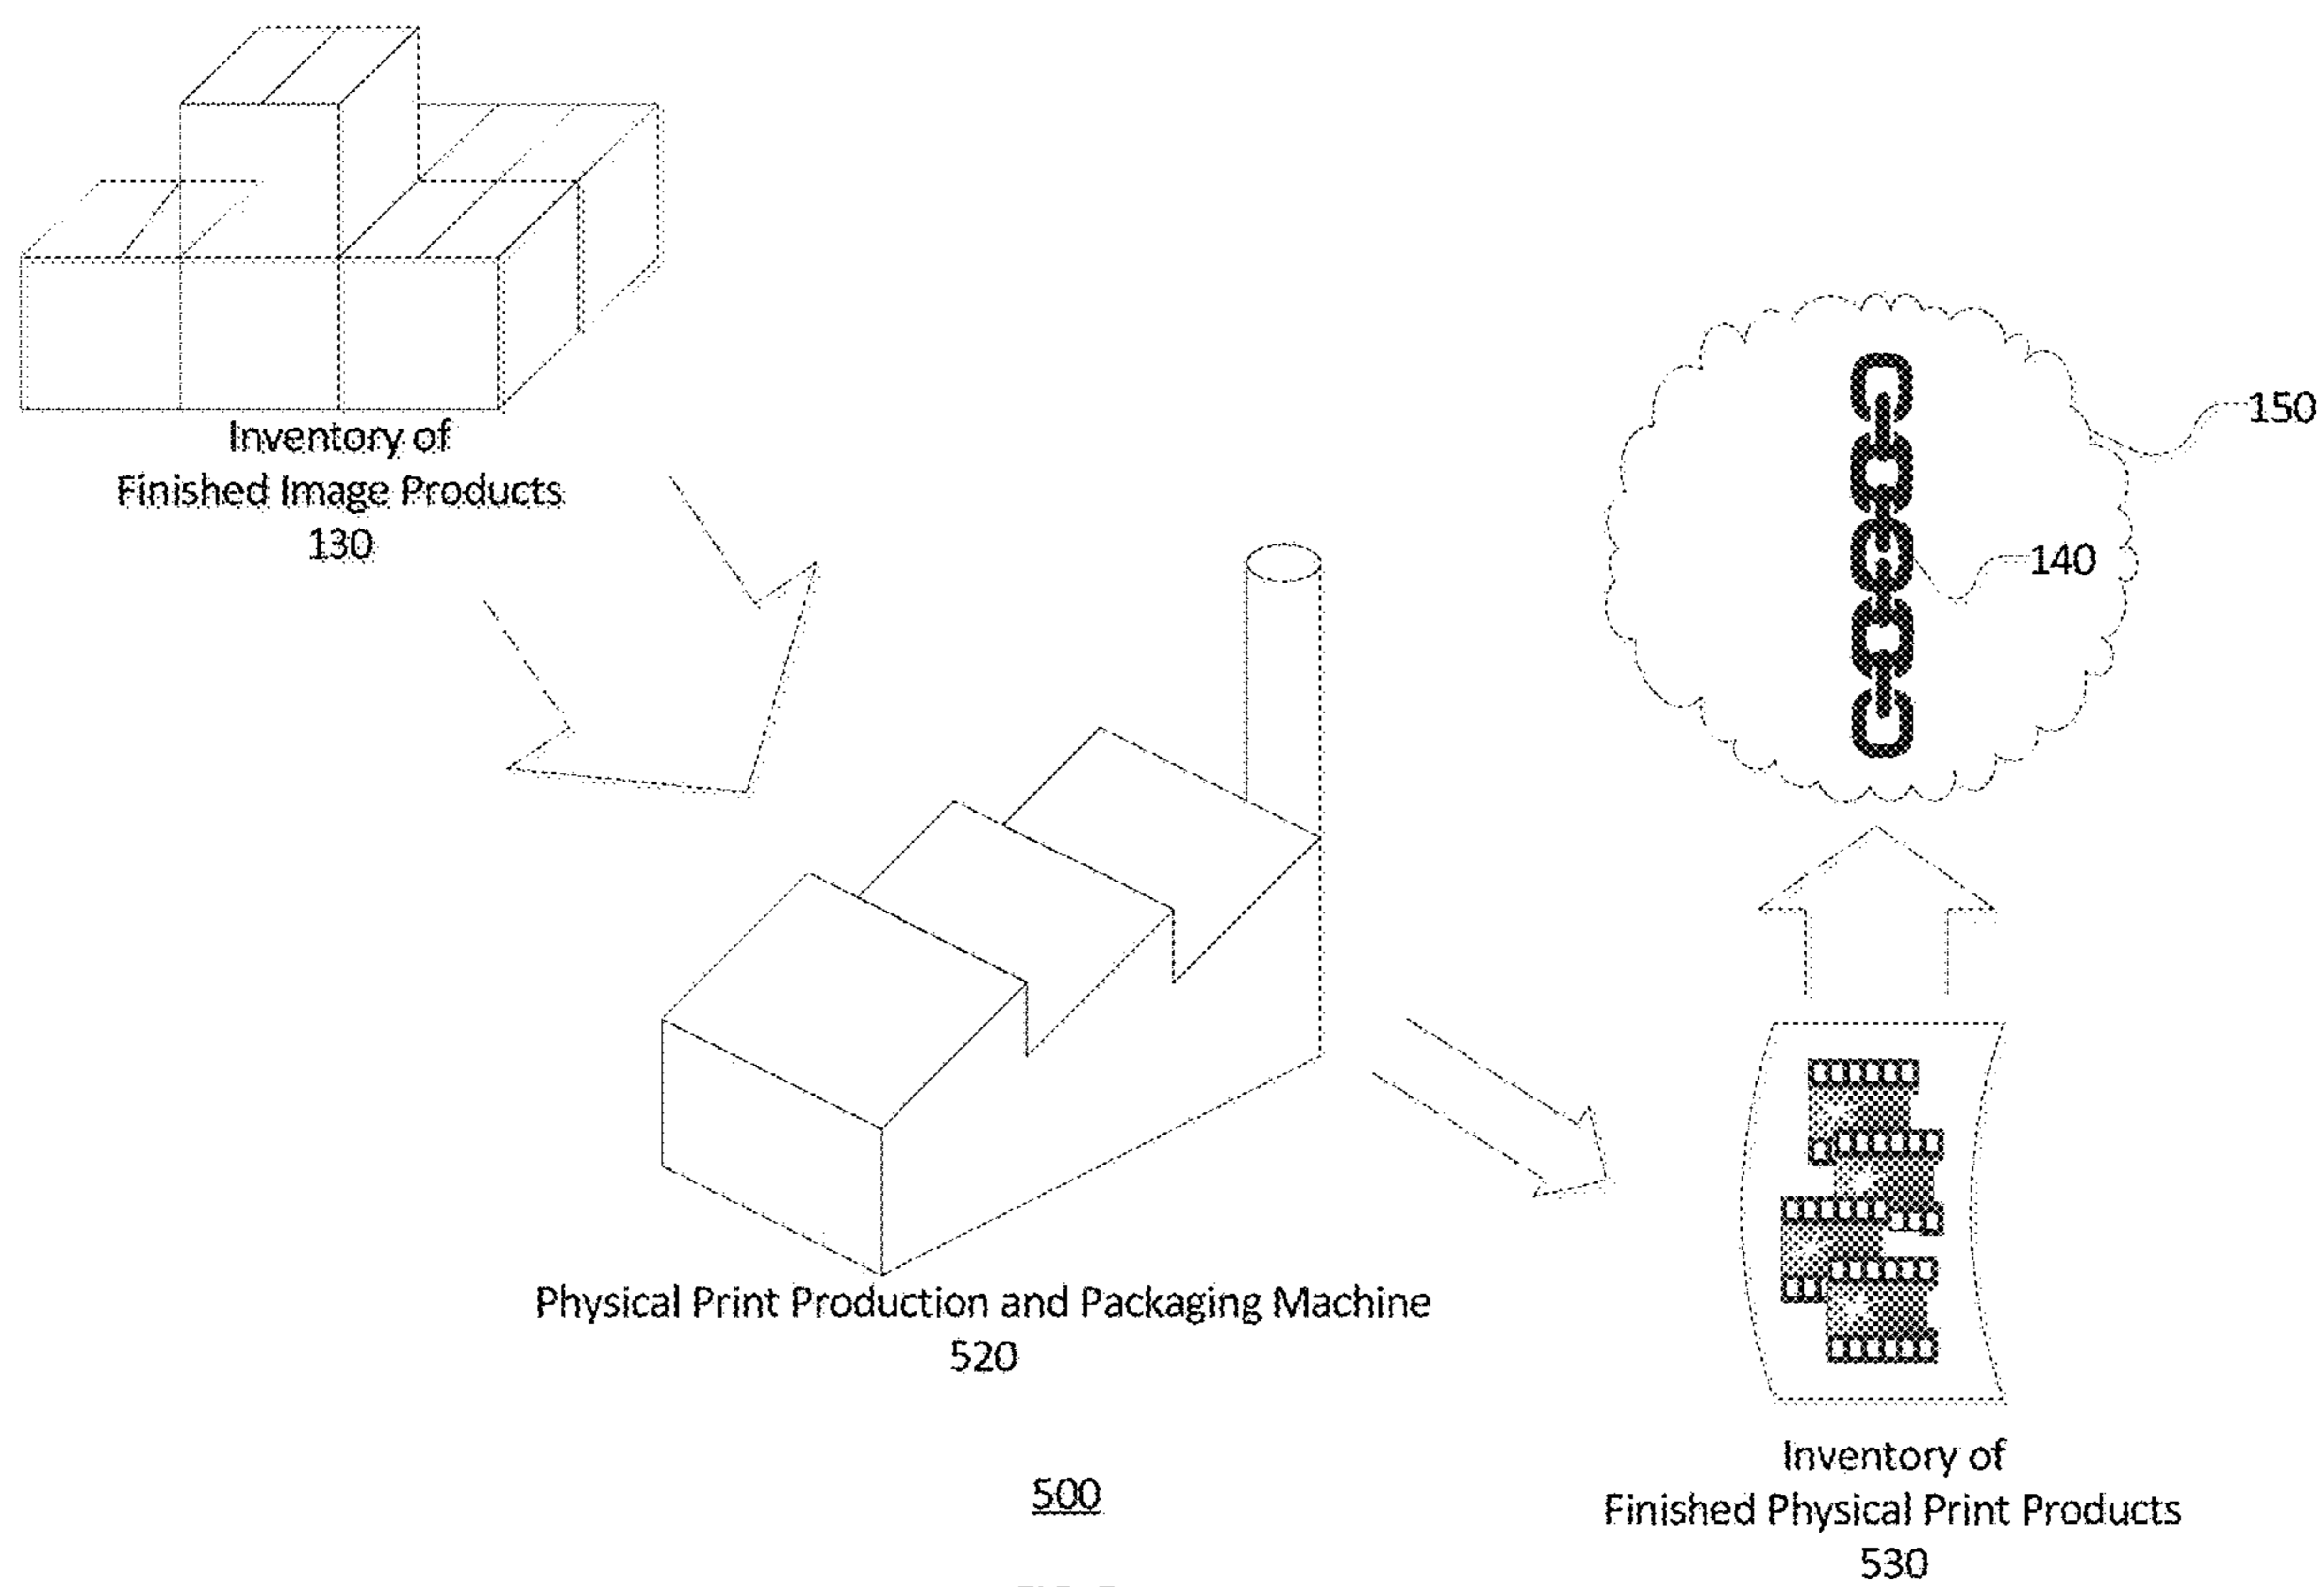 Inventory of
Finished Image Products
130
150
140
Physical Print Production and Packaging Machine
520
500
Inventory of
Finished Physical Print Products
530